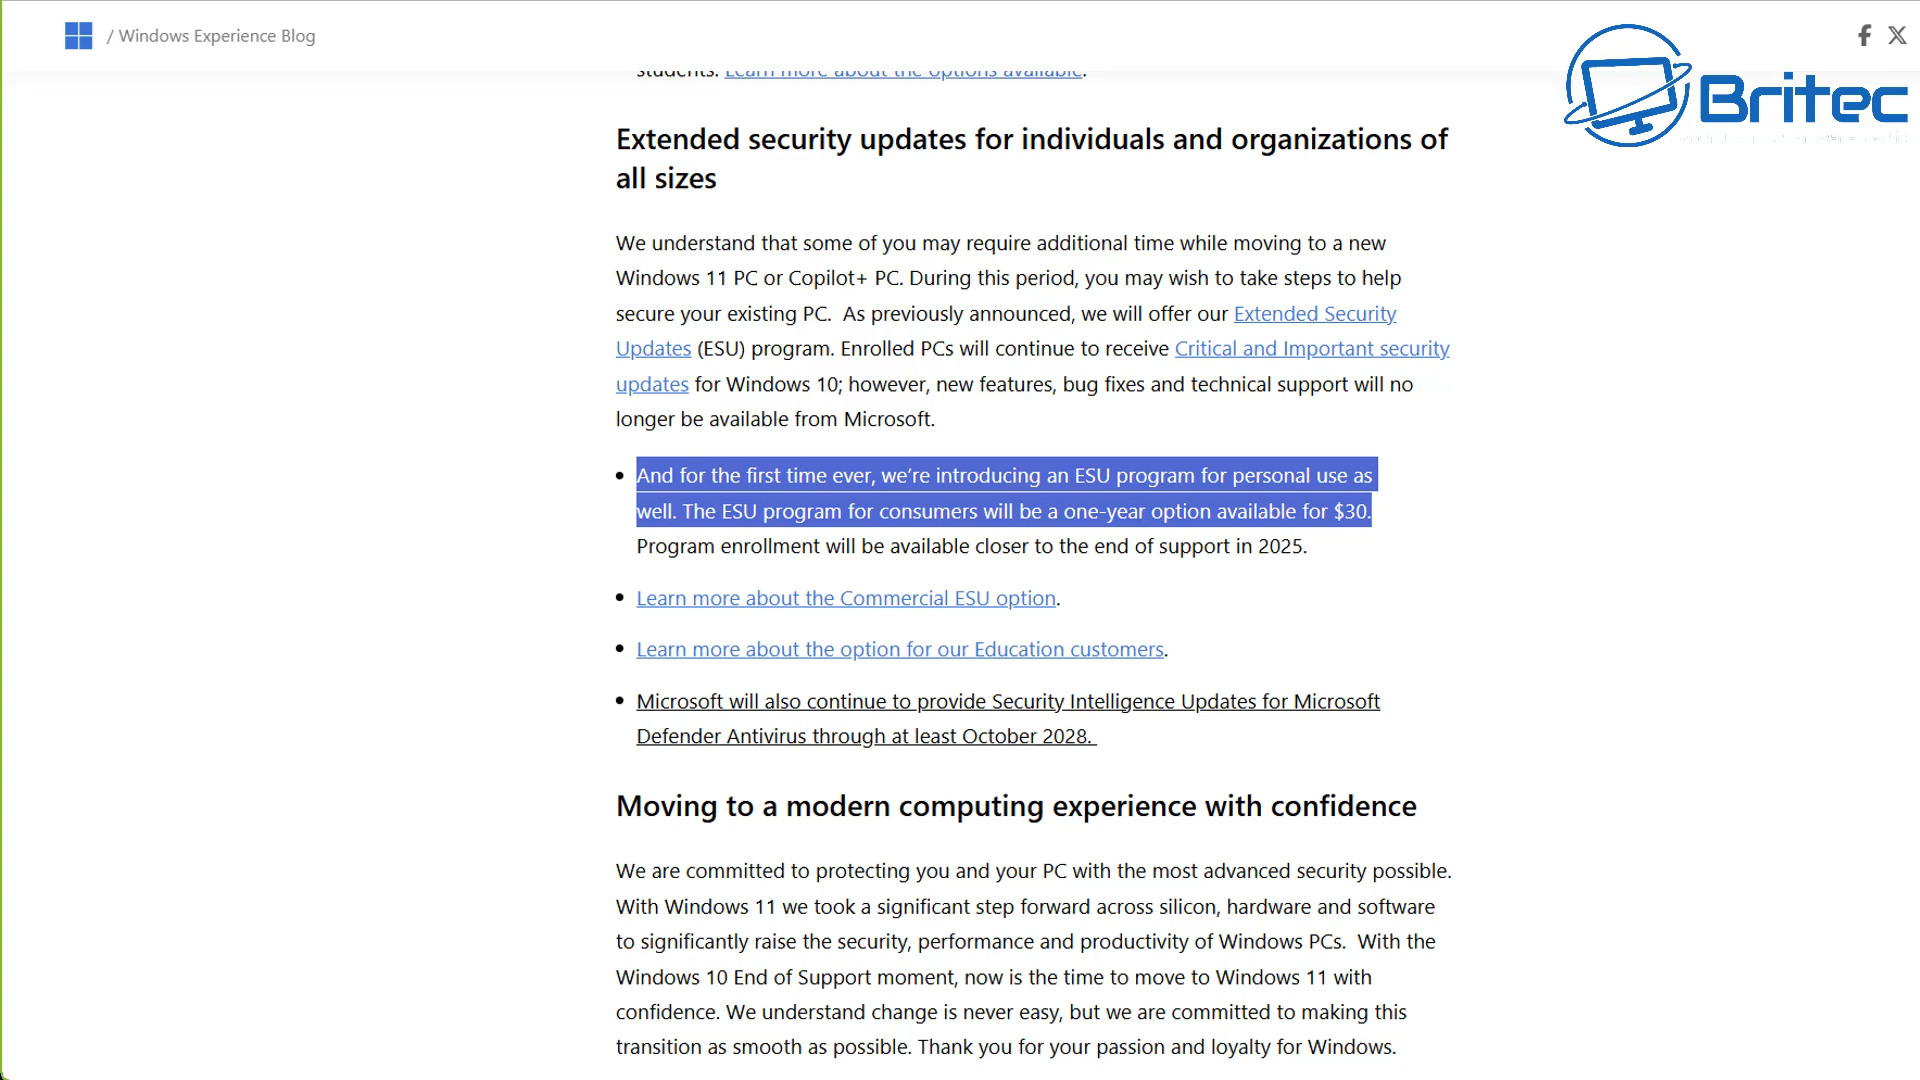 / Windows Experience Blog
students. Learn more about the options available.
Britec
Extended security updates for individuals and organizations of
all sizes
We understand that some of you may require additional time while moving to a new
Windows 11 PC or Copilot+ PC. During this period, you may wish to take steps to help
secure your existing PC.  As previously announced, we will offer our Extended Security
Updates (ESU) program. Enrolled PCs will continue to receive Critical and Important security
updates for Windows 10; however, new features, bug fixes and technical support will no
longer be available from Microsoft.
• And for the first time ever, we’re introducing an ESU program for personal use as
well. The ESU program for consumers will be a one-year option available for $30.
Program enrollment will be available closer to the end of support in 2025.
• Learn more about the Commercial ESU option.
• Learn more about the option for our Education customers.
• Microsoft will also continue to provide Security Intelligence Updates for Microsoft
Defender Antivirus through at least October 2028.
Moving to a modern computing experience with confidence
We are committed to protecting you and your PC with the most advanced security possible.
With Windows 11 we took a significant step forward across silicon, hardware and software
to significantly raise the security, performance and productivity of Windows PCs.  With the
Windows 10 End of Support moment, now is the time to move to Windows 11 with
confidence. We understand change is never easy, but we are committed to making this
transition as smooth as possible. Thank you for your passion and loyalty for Windows.